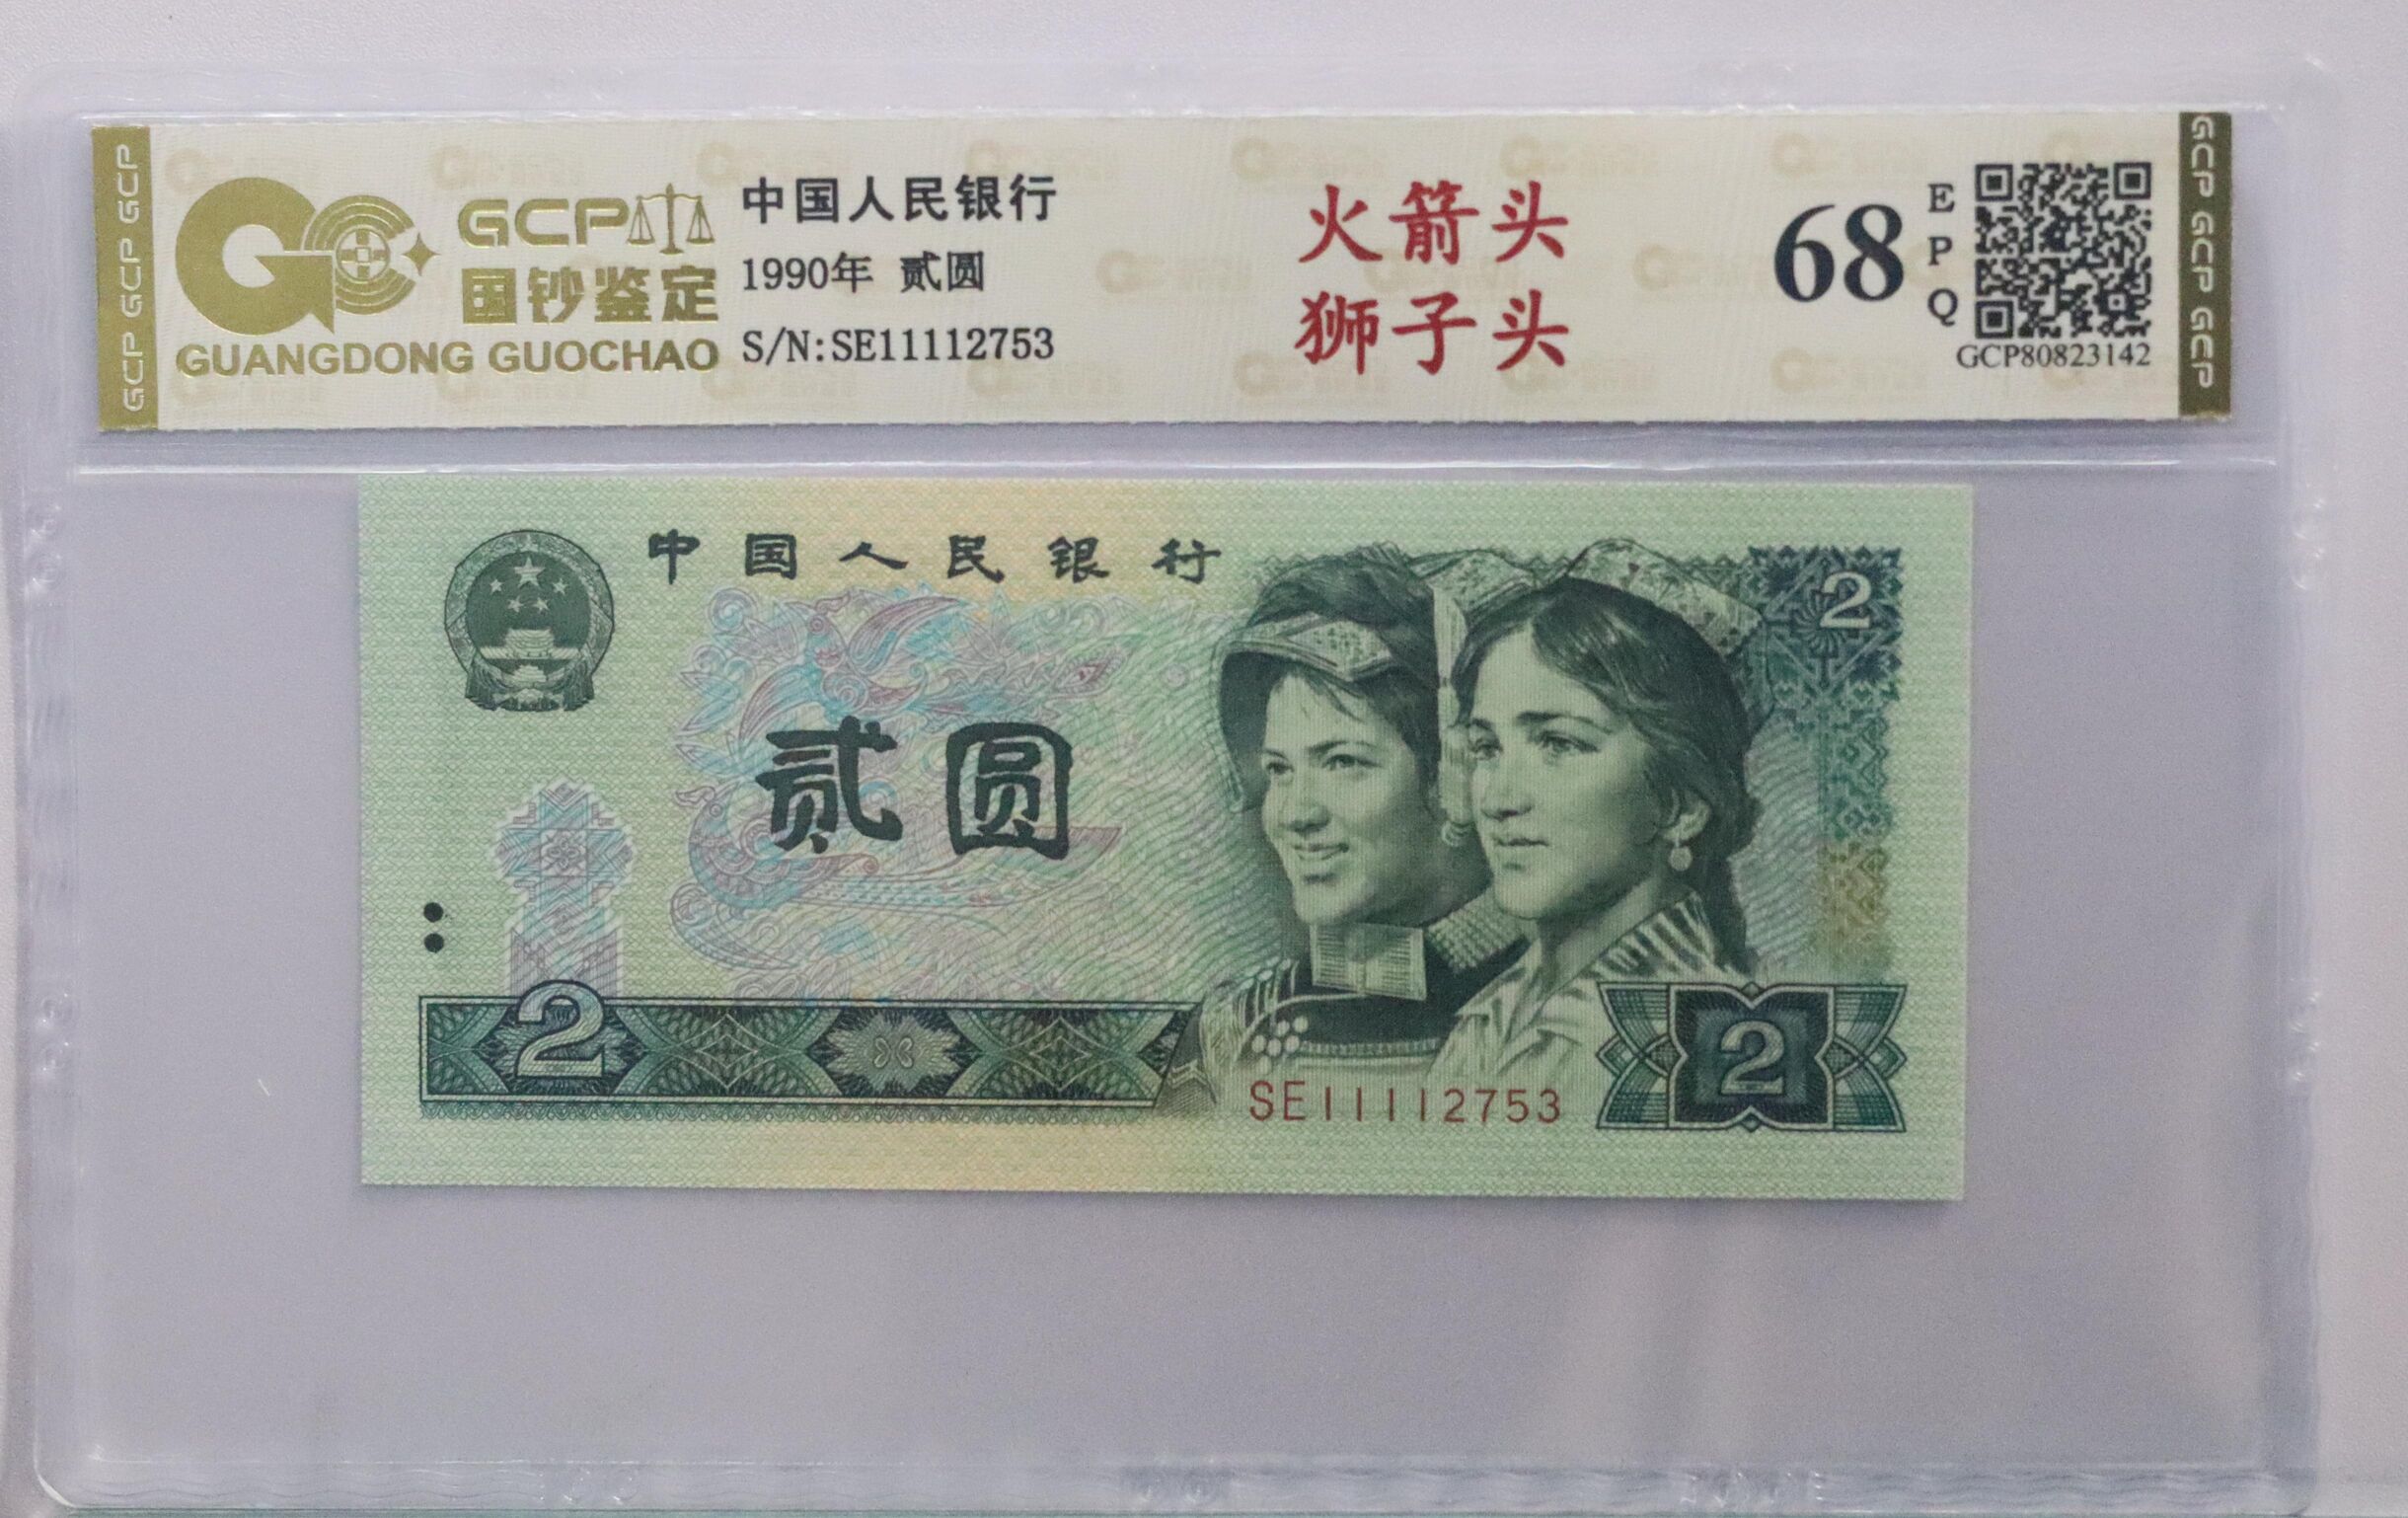 GCP GCP GCP
GCP
国钞鉴定
GUANGDONG GUOCHAO
中国人民银行
1990年 贰圆
S/N:SE11112753
火箭头
狮子头
68
EPQ
GCP80823142
GCP GCP GCP
中国人民银行
2
贰圆
2
2
SE11112753